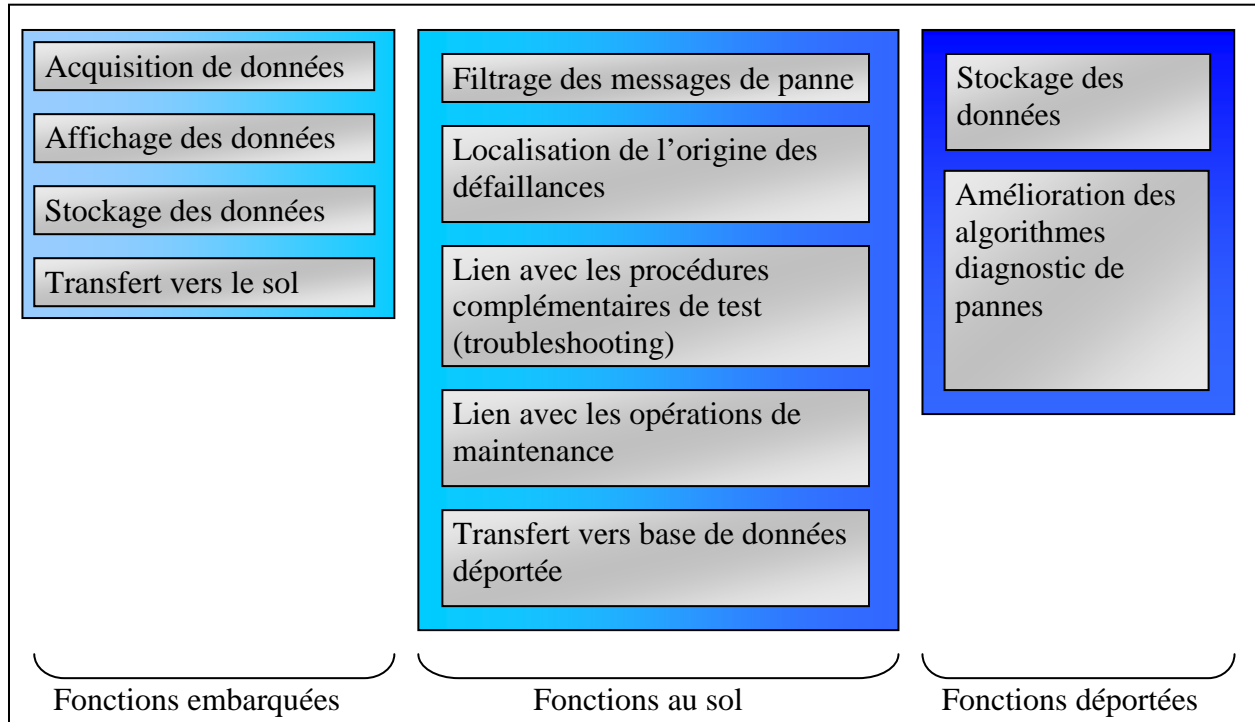 Acquisition de données
Affichage des données
Stockage des données
Transfert vers le sol
Filtrage des messages de panne
Localisation de l’origine des
défaillances
Lien avec les procédures
complémentaires de test
(troubleshooting)
Lien avec les opérations de
maintenance
Transfert vers base de données
déportée
Stockage des
données
Amélioration des
algorithmes
diagnostic de
pannes
Fonctions embarquées
Fonctions au sol
Fonctions déportées